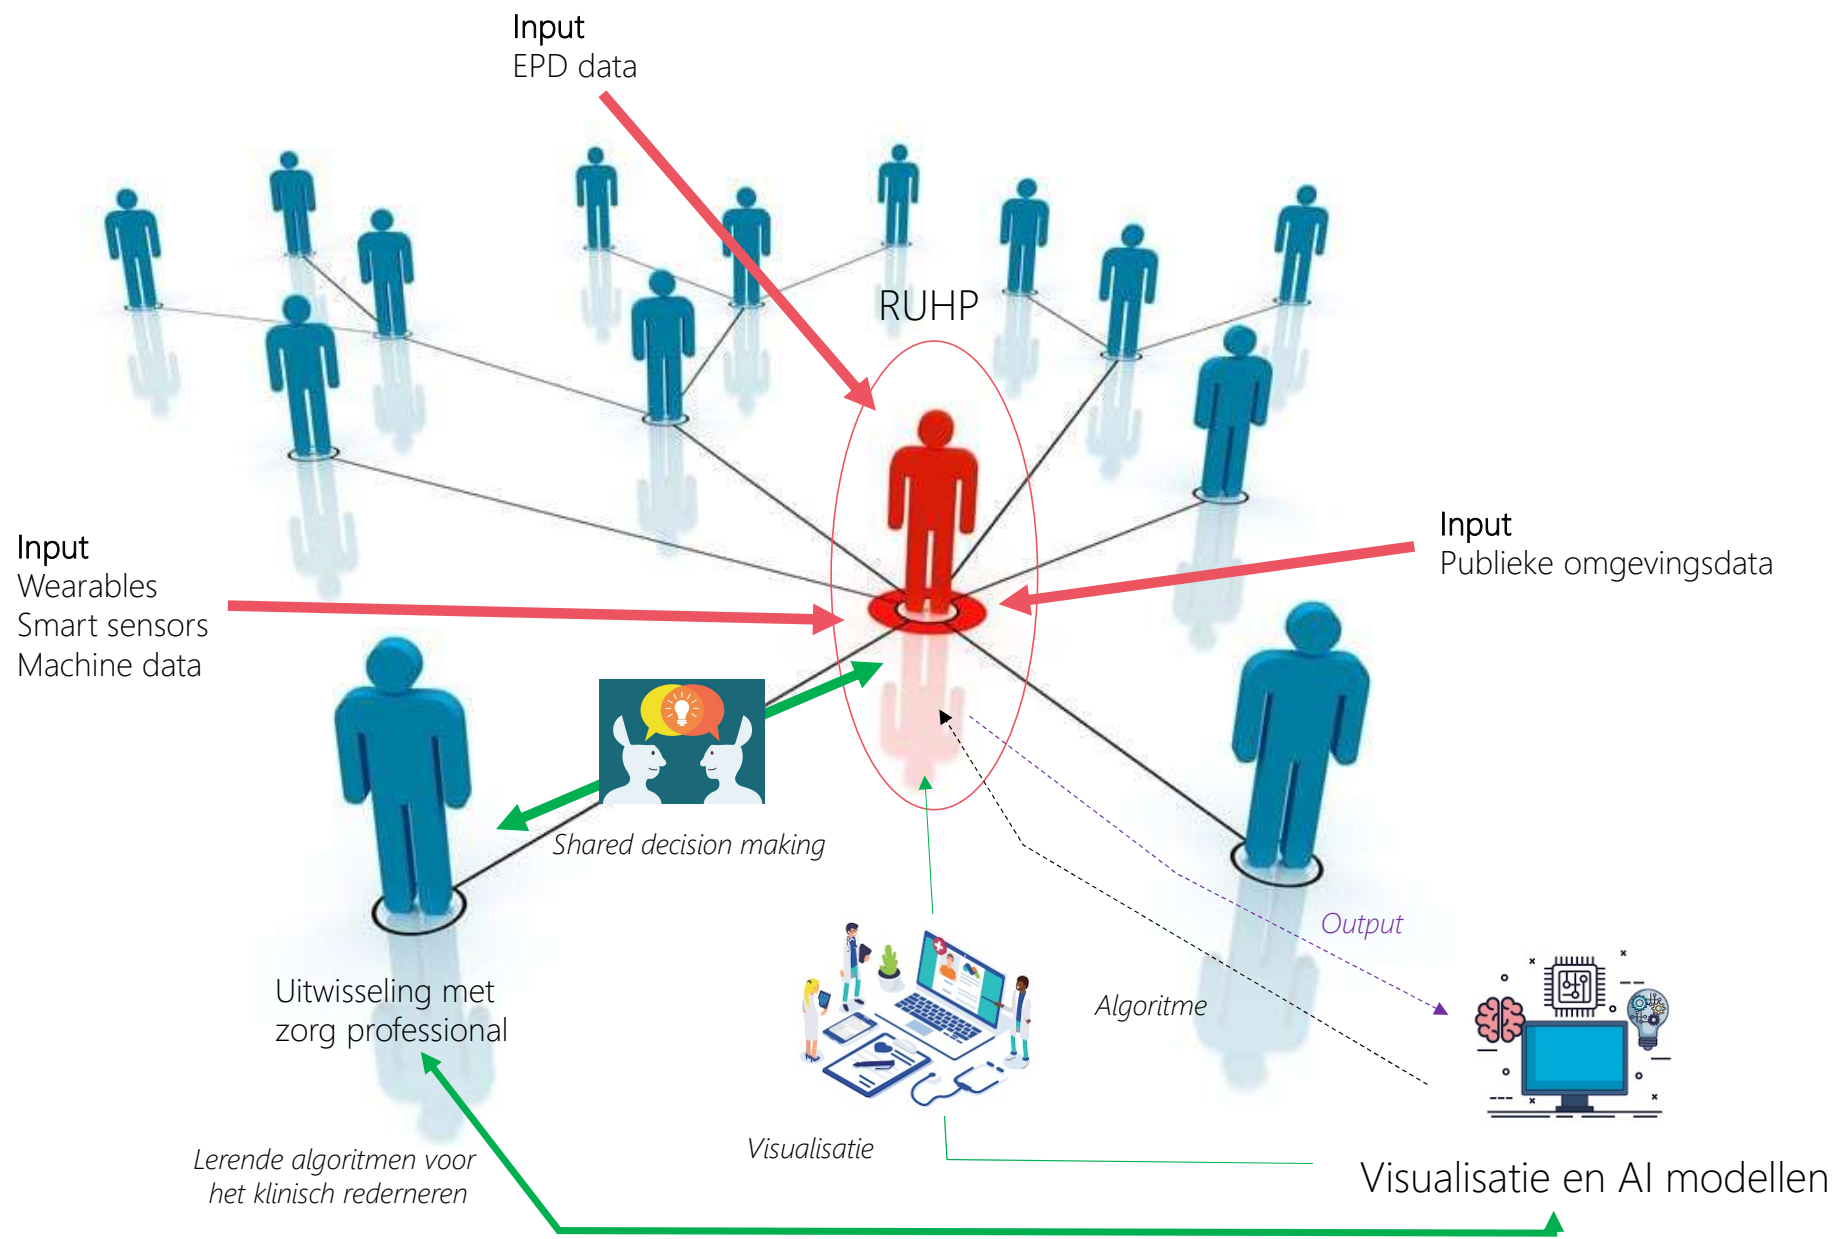 Input
EPD data
RUHP
Input
Publieke omgevingsdata
Input
Wearables
Smart sensors
Machine data
Shared decision making
Output
Uitwisseling met
zorg professional
Algoritme
Visualisatie
Lerende algoritmen voor
het klinisch rederneren
Visualisatie en AI modellen